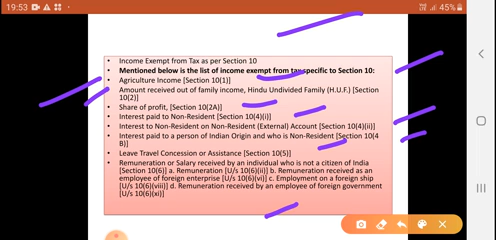 19:53
45%
Income Exempt from Tax as per Section 10
Mentioned below is the list of income exempt from tax specific to Section 10:
Agriculture Income [Section 10(1)]
Amount received out of family income, Hindu Undivided Family (H.U.F.) [Section
10(2)]
Share of profit, [Section 10(2A)]
Interest paid to Non-Resident [Section 10(4)(i)]
Interest to Non-Resident on Non-Resident (External) Account [Section 10(4)(ii)]
Interest paid to a person of Indian Origin and who is Non-Resident [Section 10(4
B)]
Leave Travel Concession or Assistance [Section 10(5)]
Remuneration or Salary received by an individual who is not a citizen of India
[Section 10(6)] a. Remuneration [U/s 10(6)(ii)] b. Remuneration received as an
employee of foreign enterprise [U/s 10(6)(vi)] c. Employment on a foreign ship
[U/s 10(6)(viii)] d. Remuneration received by an employee of foreign government
[U/s 10(6)(xi)]